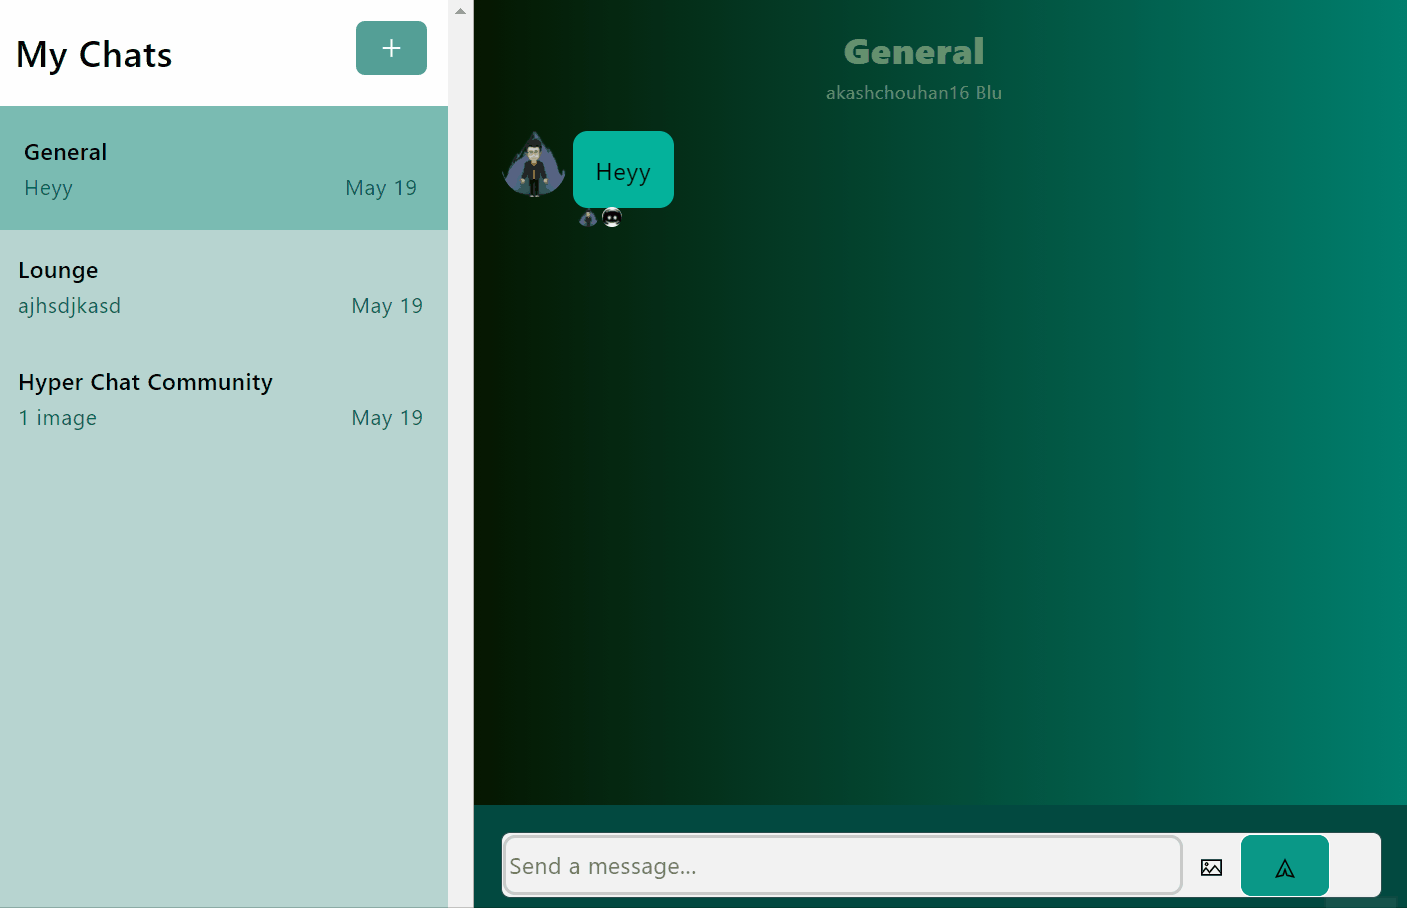 My Chats
+
General
Heyy May 19
Lounge
ajhsdjkasd May 19
Hyper Chat Community
1 image May 19
General
akashchouhan16 Blu
Heyy
Send a message...